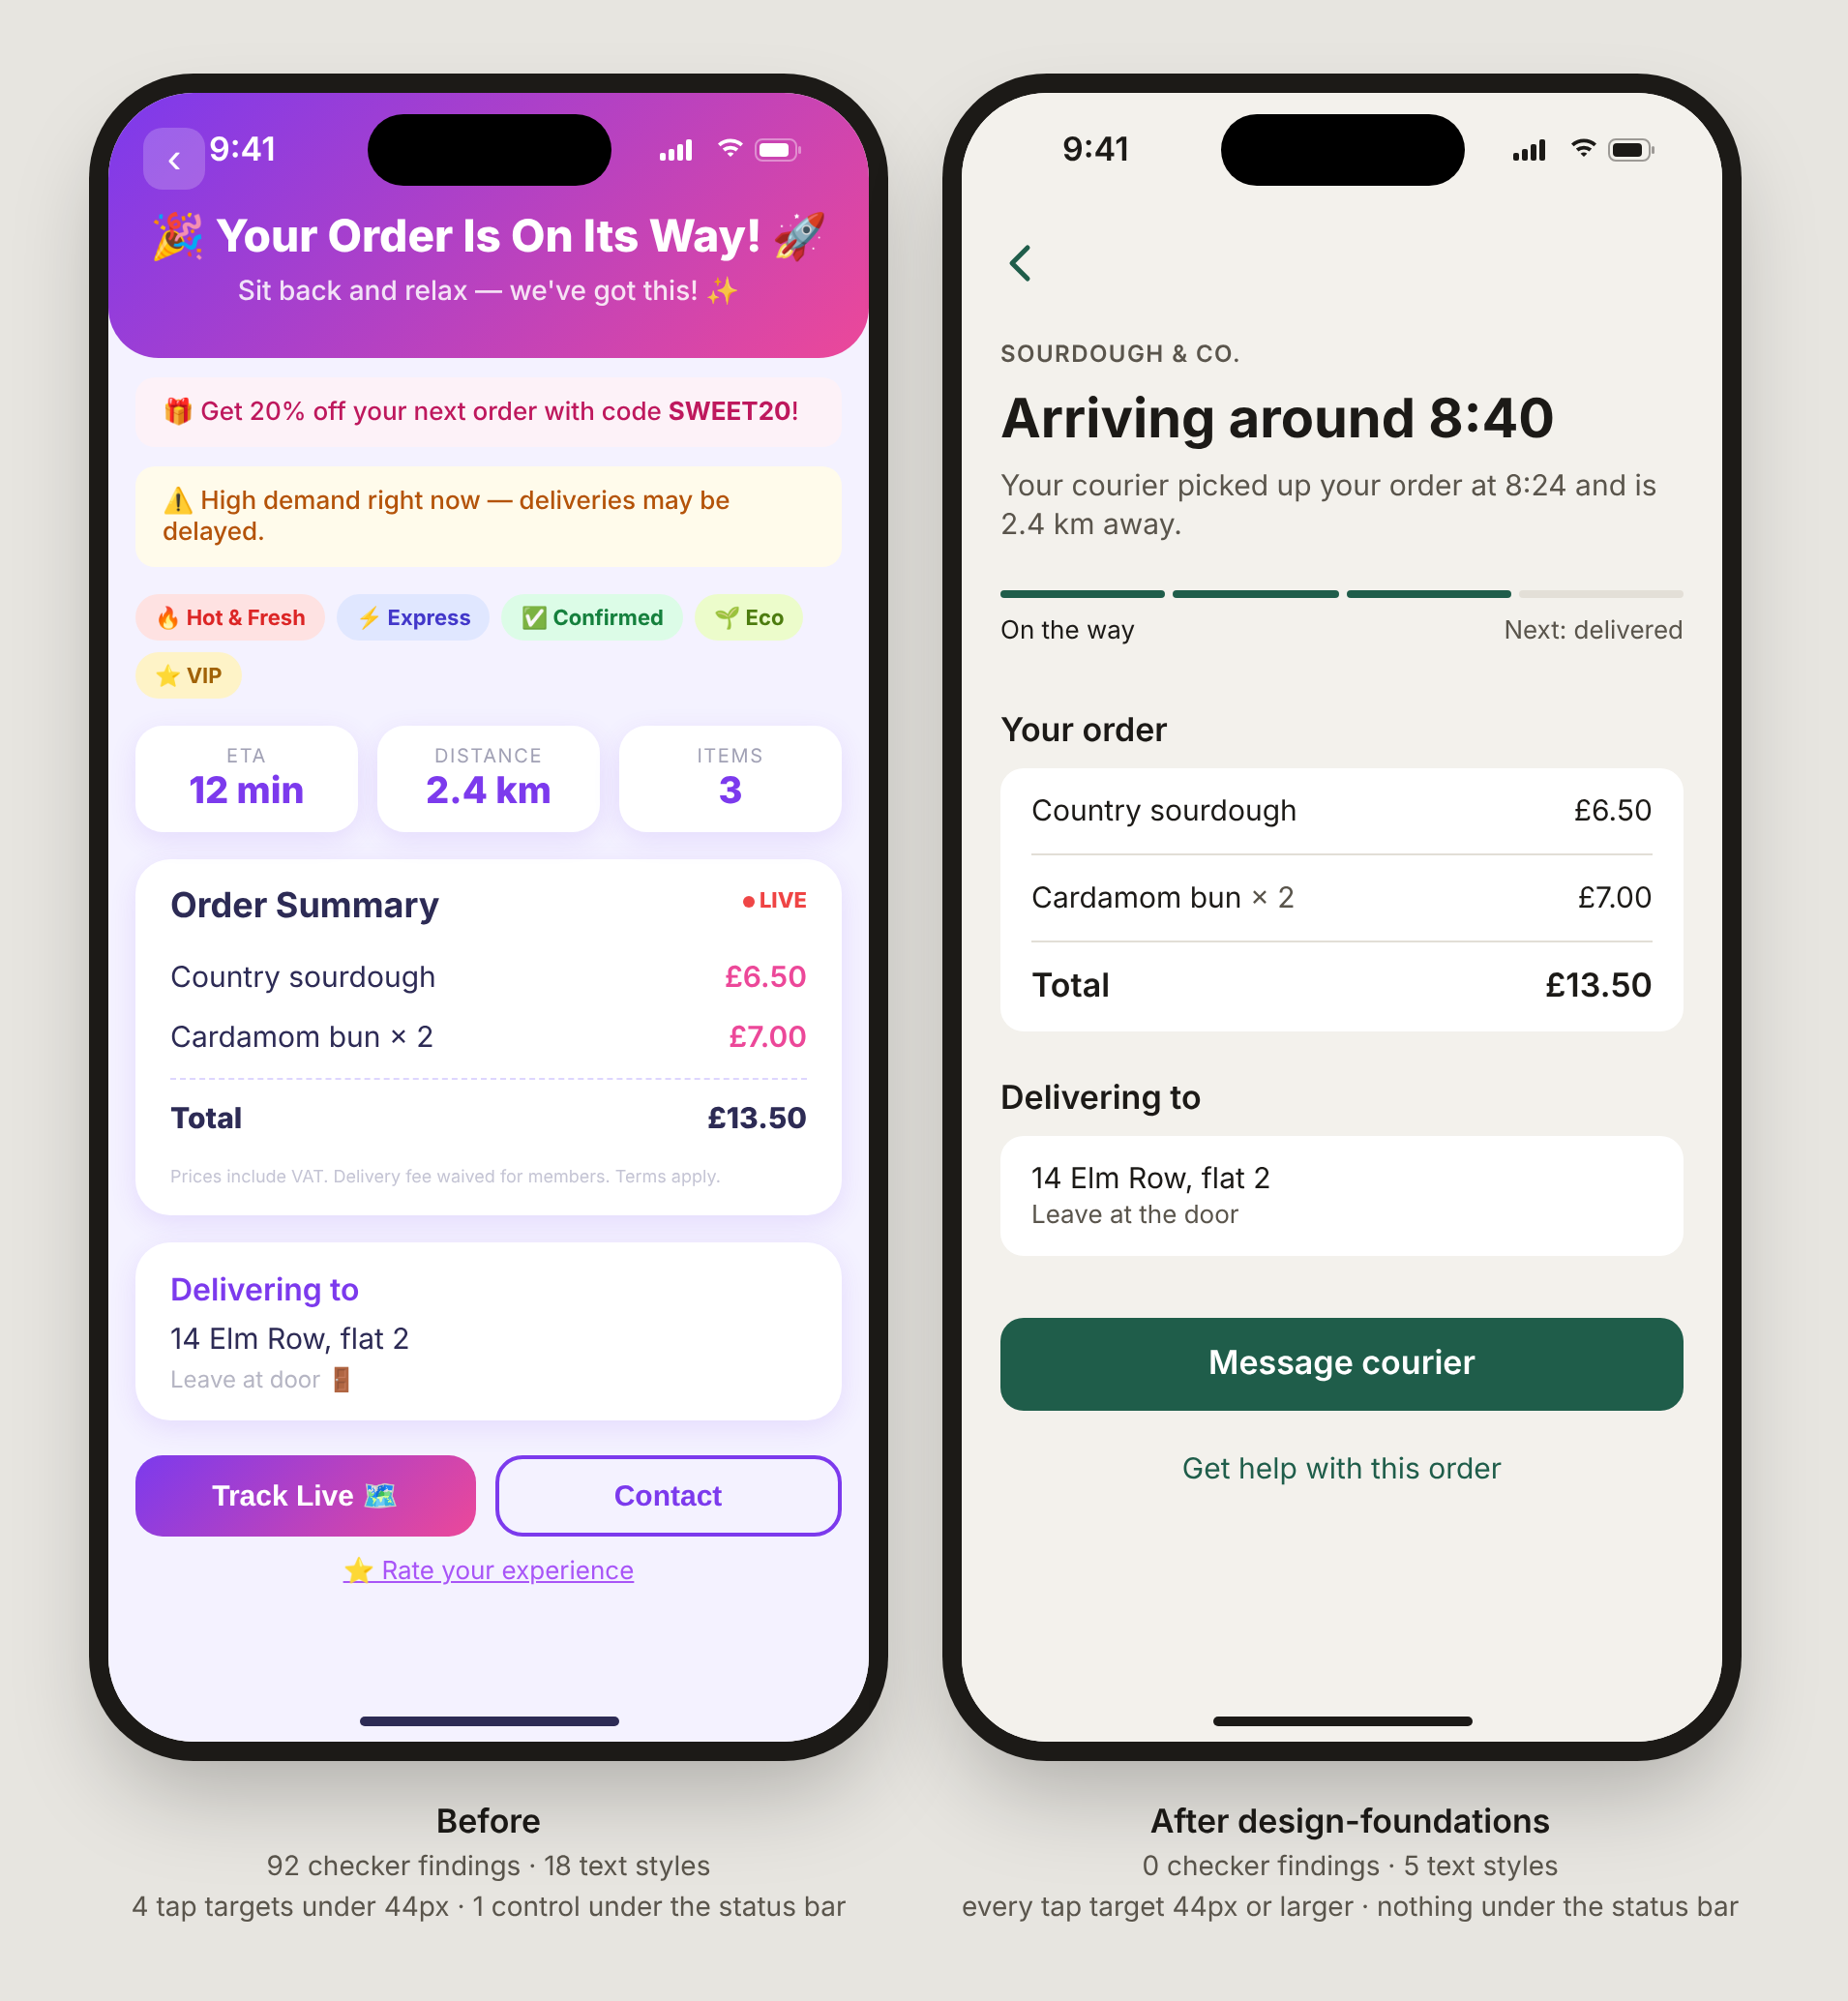 9:41
‹
🎉 Your Order Is On Its Way! 🚀
Sit back and relax — we've got this! ✨
🎁 Get 20% off your next order with code SWEET20!
⚠️ High demand right now — deliveries may be
delayed.
🔥 Hot & Fresh
⚡ Express
✅ Confirmed
🌱 Eco
⭐ VIP
ETA
12 min
DISTANCE
2.4 km
ITEMS
3
Order Summary
LIVE
Country sourdough £6.50
Cardamom bun × 2 £7.00
Total £13.50
Prices include VAT. Delivery fee waived for members. Terms apply.
Delivering to
14 Elm Row, flat 2
Leave at door 🚪
Track Live 🗺️
Contact
⭐ Rate your experience
Before
92 checker findings · 18 text styles
4 tap targets under 44px · 1 control under the status bar
9:41
SOURDOUGH & CO.
Arriving around 8:40
Your courier picked up your order at 8:24 and is
2.4 km away.
On the way
Next: delivered
Your order
Country sourdough £6.50
Cardamom bun × 2 £7.00
Total £13.50
Delivering to
14 Elm Row, flat 2
Leave at the door
Message courier
Get help with this order
After design-foundations
0 checker findings · 5 text styles
every tap target 44px or larger · nothing under the status bar